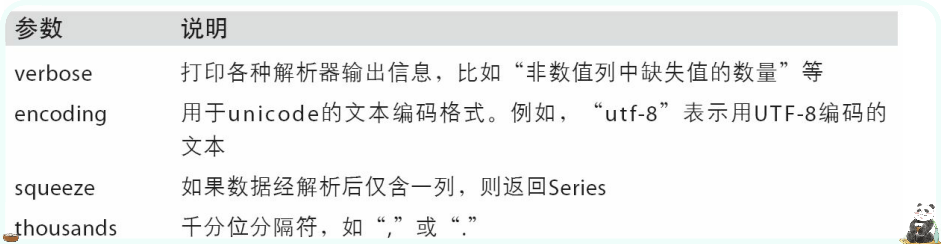 参数 说明
verbose 打印各种解析器输出信息，比如“非数值列中缺失值的数量”等
encoding 用于unicode的文本编码格式。例如，“utf-8”表示用UTF-8编码的
文本
squeeze 如果数据经解析后仅含一列，则返回Series
thousands 千分位分隔符，如“,”或“.”